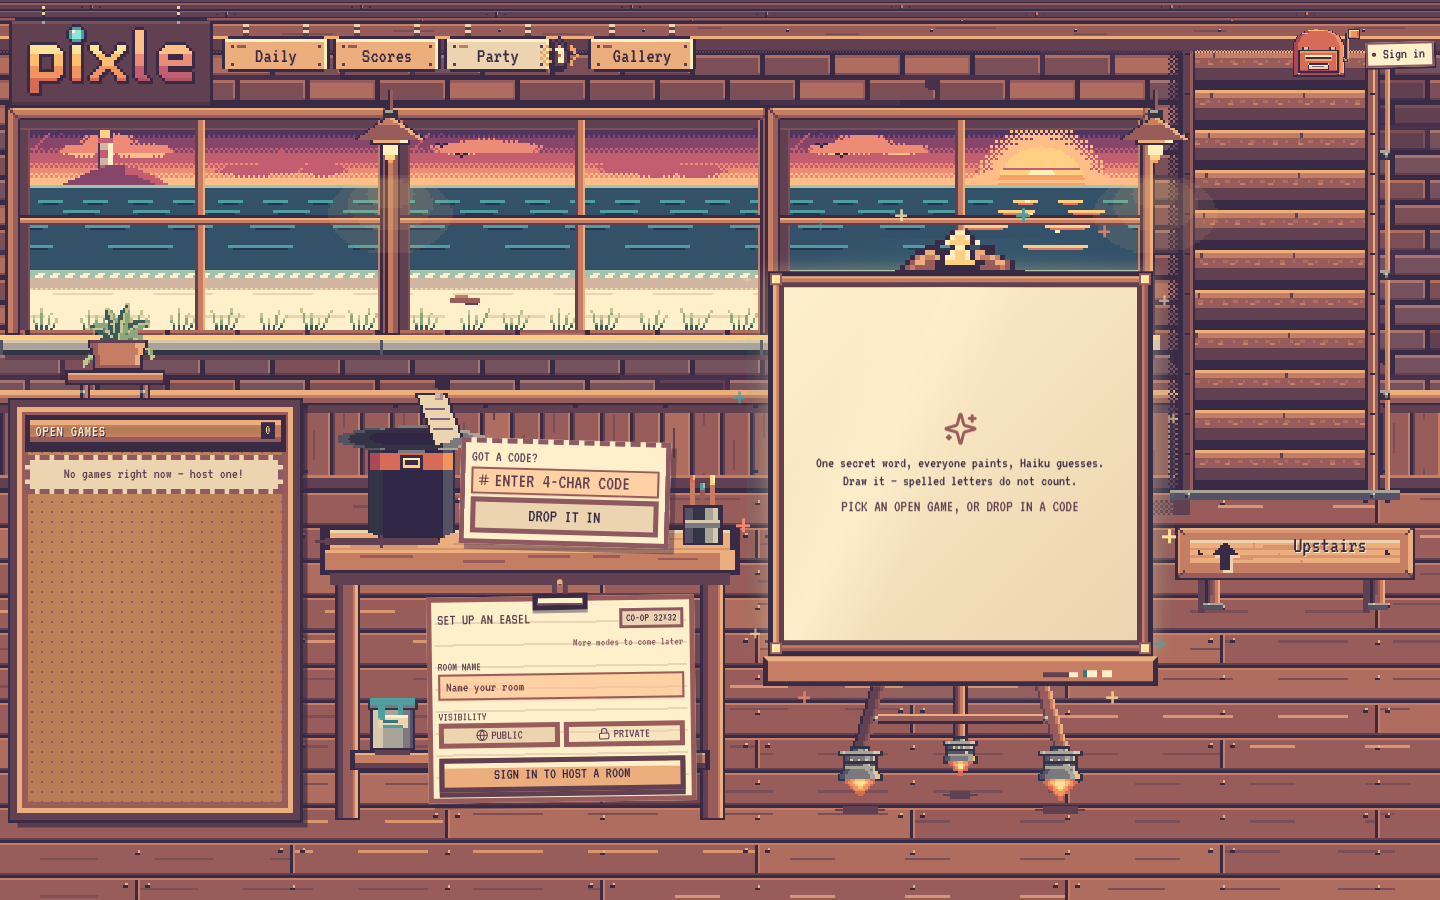 pixle
Daily
Scores
Party
Gallery
Sign in
OPEN GAMES
0
No games right now – host one!
GOT A CODE?
# ENTER 4-CHAR CODE
DROP IT IN
SET UP AN EASEL
CO-OP 32×32
More modes to come later
ROOM NAME
Name your room
VISIBILITY
PUBLIC
PRIVATE
SIGN IN TO HOST A ROOM
One secret word, everyone paints, Haiku guesses.
Draw it – spelled letters do not count.
PICK AN OPEN GAME, OR DROP IN A CODE
Upstairs